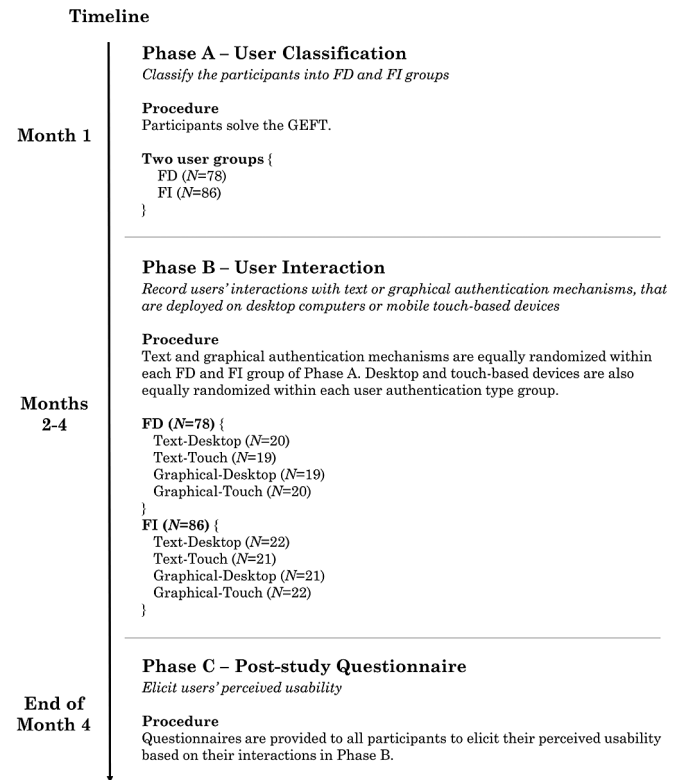 Timeline
Phase A – User Classification
Classify the participants into FD and FI groups
Procedure
Participants solve the GEFT.
Month 1
Two user groups {
FD (N=78)
FI (N=86)
}
Phase B – User Interaction
Record users' interactions with text or graphical authentication mechanisms, that
are deployed on desktop computers or mobile touch-based devices
Procedure
Text and graphical authentication mechanisms are equally randomized within
each FD and FI group of Phase A. Desktop and touch-based devices are also
equally randomized within each user authentication type group.
Months
2-4
FD (N=78) {
Text-Desktop (N=20)
Text-Touch (N=19)
Graphical-Desktop (N=19)
Graphical-Touch (N=20)
}
FI (N=86) {
Text-Desktop (N=22)
Text-Touch (N=21)
Graphical-Desktop (N=21)
Graphical-Touch (N=22)
}
Phase C – Post-study Questionnaire
Elicit users' perceived usability
End of
Month 4
Procedure
Questionnaires are provided to all participants to elicit their perceived usability
based on their interactions in Phase B.